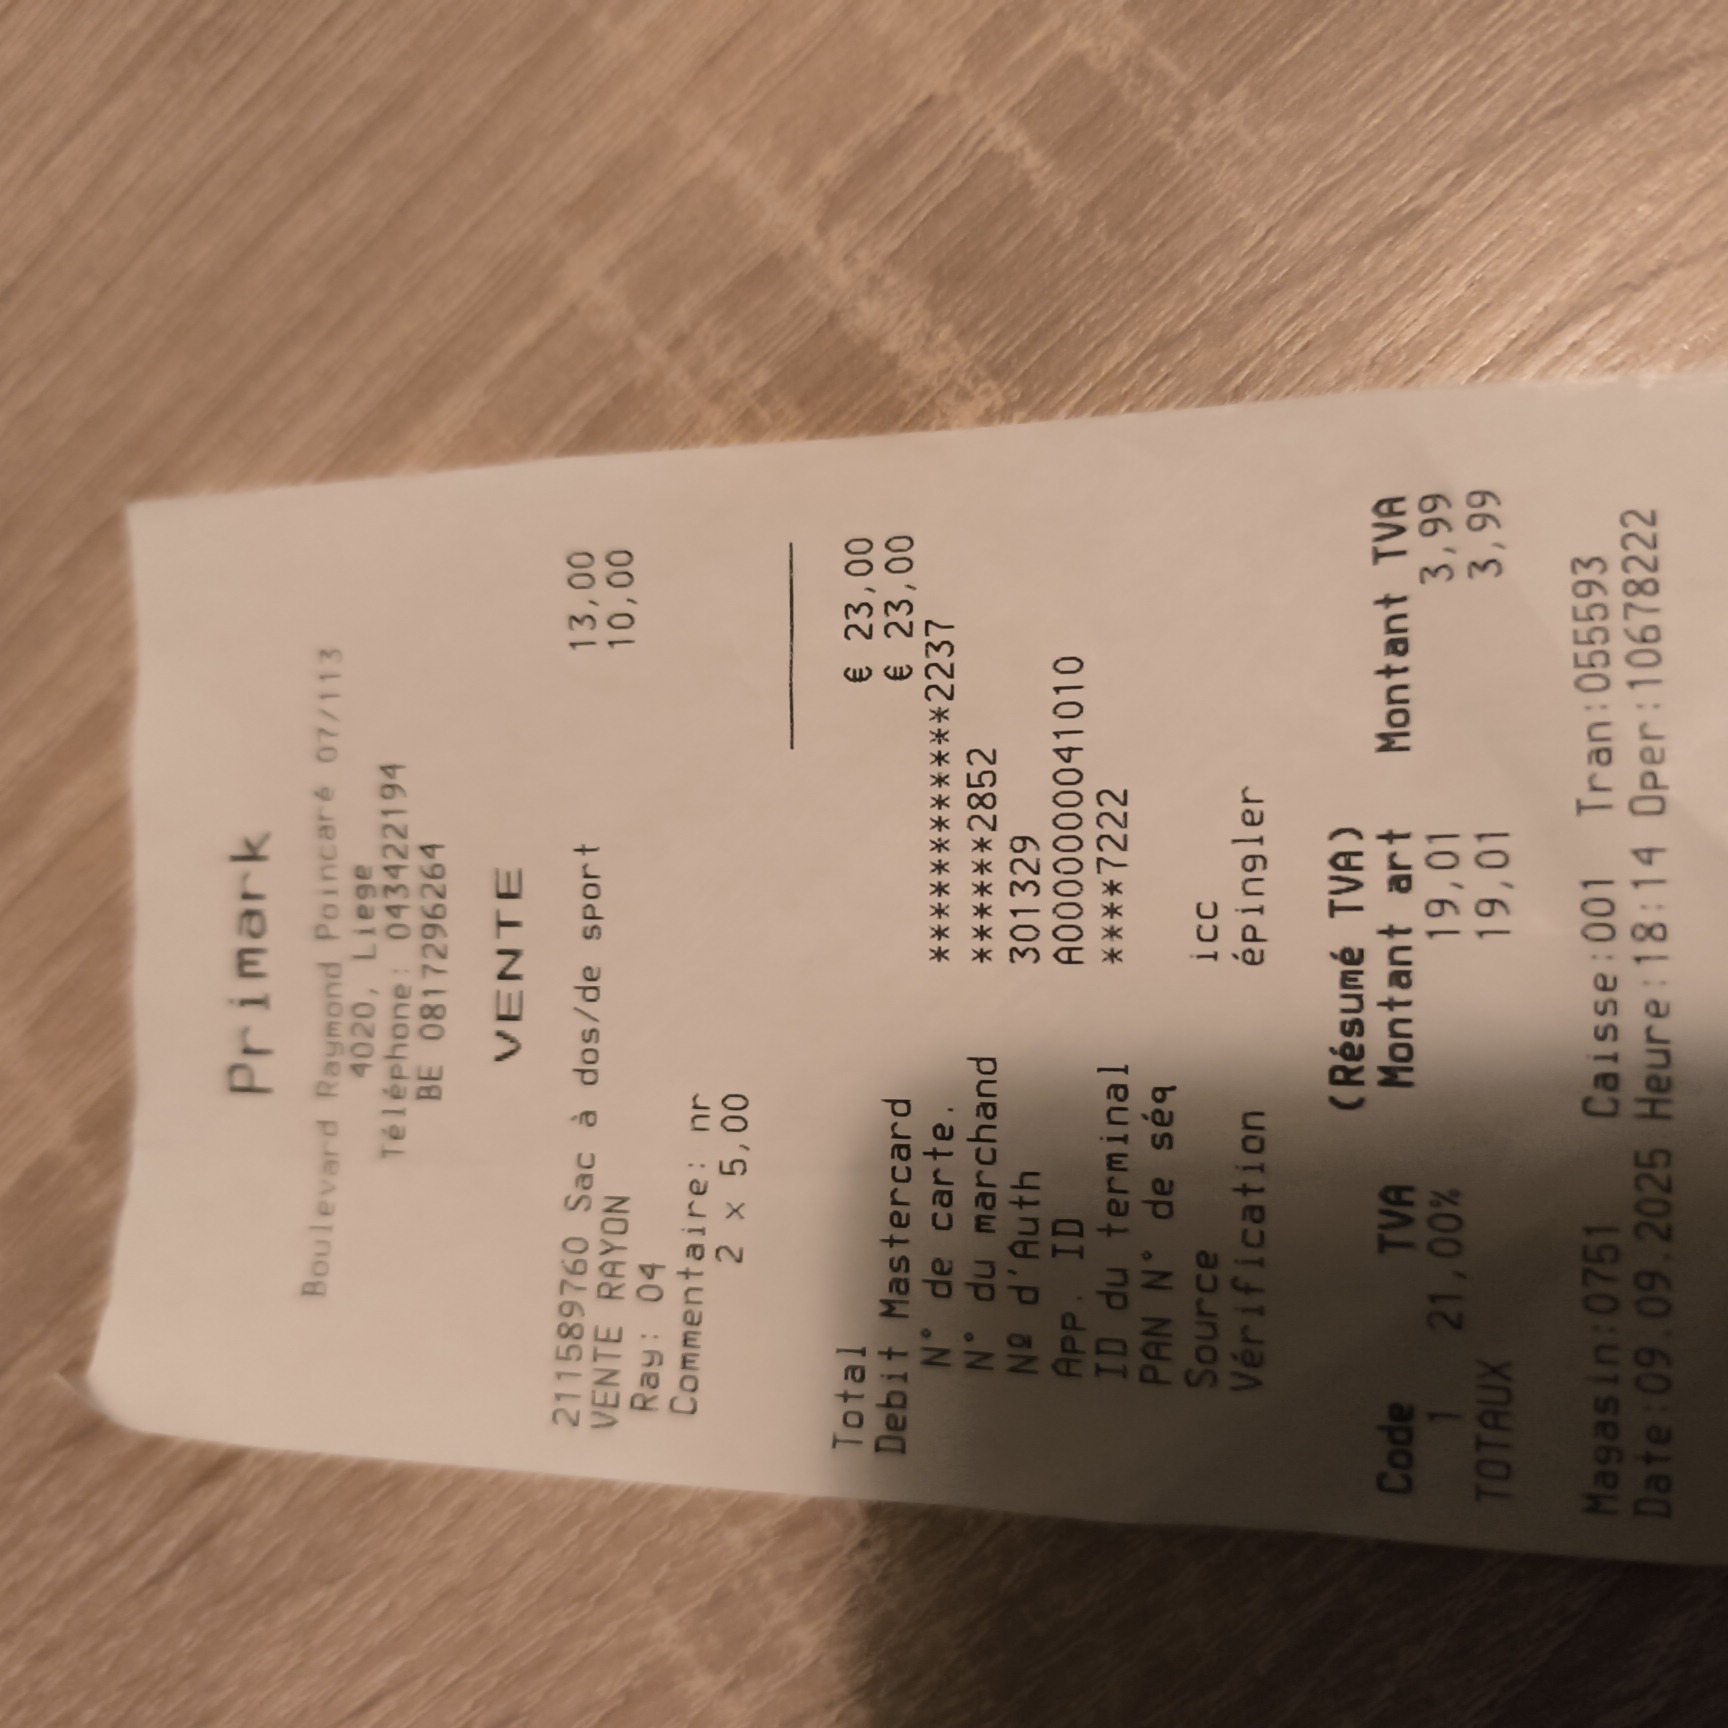 Primark
Boulevard Raymond Poincaré 07/113
4020, Liege
Téléphone: 043422194
BE 0817296264
VENTE
211589760 Sac à dos/de sport 13,00
VENTE RAYON 10,00
Ray: 04
Commentaire: nr
2 x 5,00
Total € 23,00
Debit Mastercard € 23,00
N° de carte. ************2237
N° du marchand ******2852
Nº d'Auth 301329
App. ID A0000000041010
ID du terminal ****7222
PAN N° de séq
Source icc
Vérification épingler
(Résumé TVA)
Code TVA Montant art Montant TVA
1 21,00% 19,01 3,99
TOTAUX 19,01 3,99
Magasin:0751 Caisse:001 Tran:055593
Date:09.09.2025 Heure:18:14 Oper:10678222